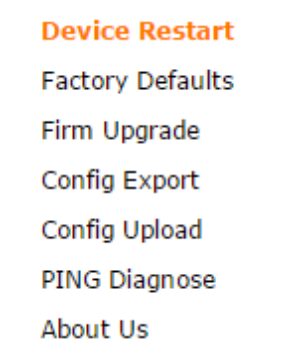 Device Restart
Factory Defaults
Firm Upgrade
Config Export
Config Upload
PING Diagnose
About Us